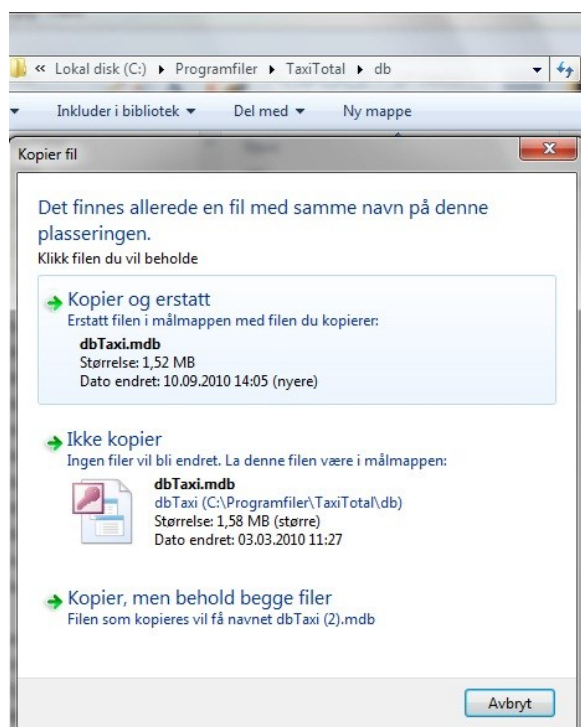 « Lokal disk (C:) ▸ Programfiler ▸ TaxiTotal ▸ db
Inkluder i bibliotek Del med Ny mappe
Kopier fil
Det finnes allerede en fil med samme navn på denne
plasseringen.
Klikk filen du vil beholde
Kopier og erstatt
Erstatt filen i målmappen med filen du kopierer:
dbTaxi.mdb
Størrelse: 1,52 MB
Dato endret: 10.09.2010 14:05 (nyere)
Ikke kopier
Ingen filer vil bli endret. La denne filen være i målmappen:
dbTaxi.mdb
dbTaxi (C:\Programfiler\TaxiTotal\db)
Størrelse: 1,58 MB (større)
Dato endret: 03.03.2010 11:27
Kopier, men behold begge filer
Filen som kopieres vil få navnet dbTaxi (2).mdb
Avbryt